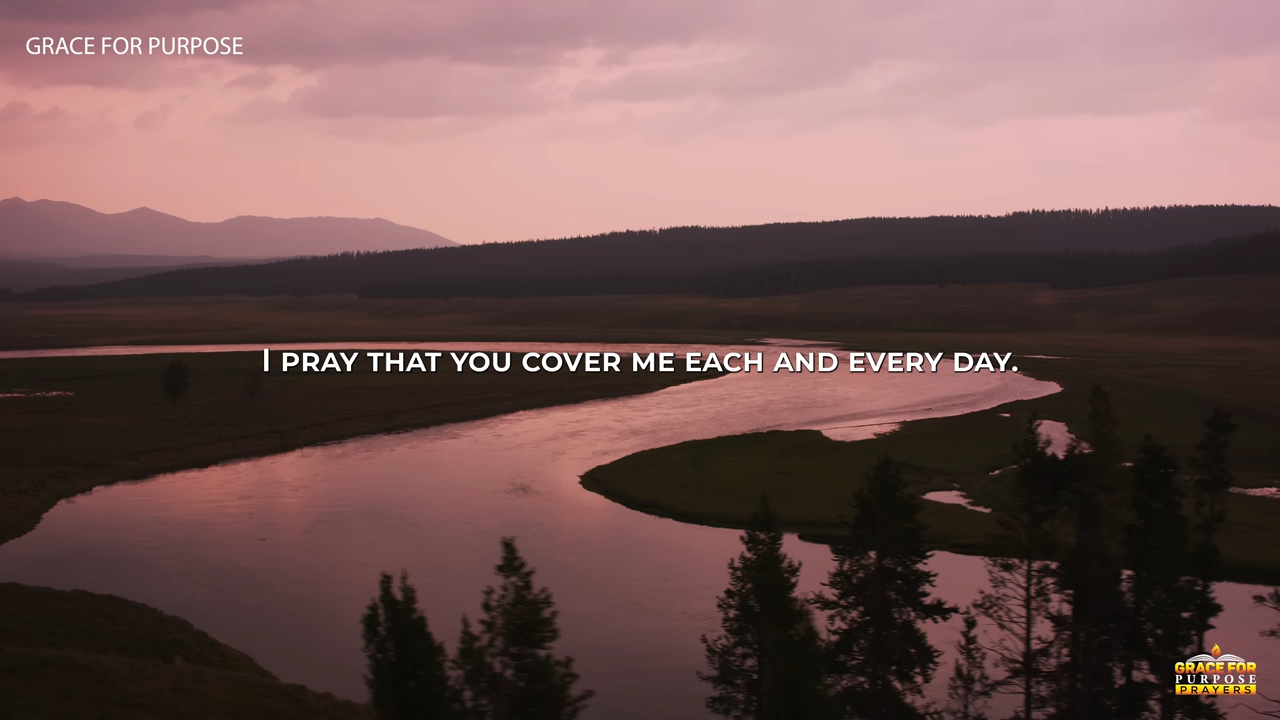 GRACE FOR PURPOSE
I PRAY THAT YOU COVER ME EACH AND EVERY DAY.
GRACE FOR
PURPOSE
PRAYERS